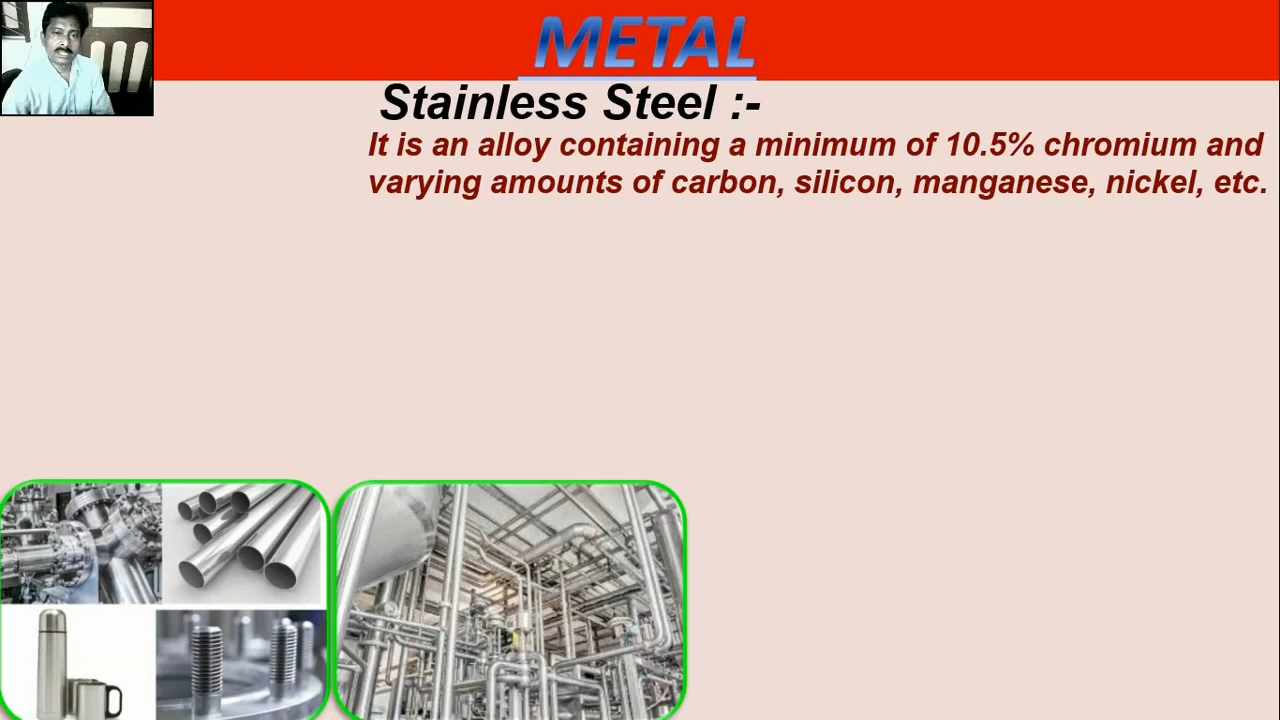 METAL
Stainless Steel :-
It is an alloy containing a minimum of 10.5% chromium and
varying amounts of carbon, silicon, manganese, nickel, etc.